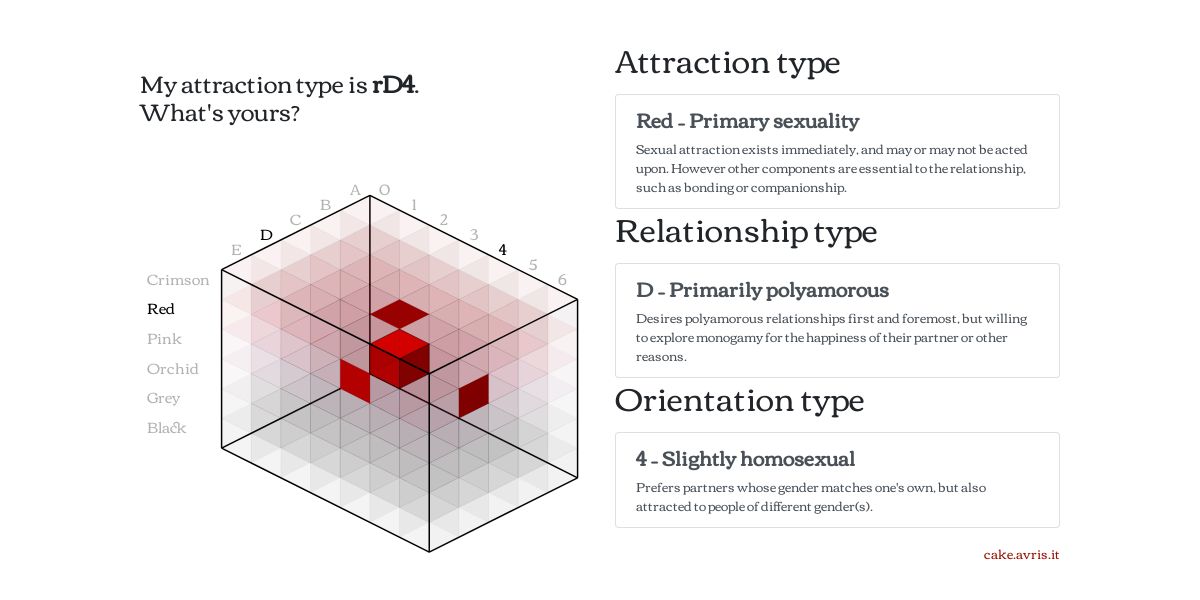 My attraction type is rD4.
What's yours?
A O
B 1
C 2
D 3
E 4
5
6
Crimson
Red
Pink
Orchid
Grey
Black
Attraction type
Red - Primary sexuality
Sexual attraction exists immediately, and may or may not be acted
upon. However other components are essential to the relationship,
such as bonding or companionship.
Relationship type
D - Primarily polyamorous
Desires polyamorous relationships first and foremost, but willing
to explore monogamy for the happiness of their partner or other
reasons.
Orientation type
4 - Slightly homosexual
Prefers partners whose gender matches one's own, but also
attracted to people of different gender(s).
cake.avris.it